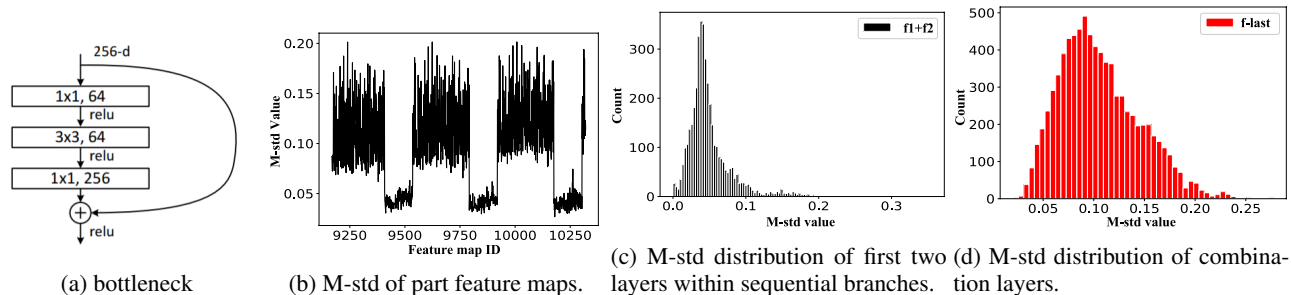 256-d
1x1, 64
relu
3x3, 64
relu
1x1, 256
+
relu
(a) bottleneck
0.20
0.15
0.10
0.05
M-std Value
9250 9500 9750 10000 10250
Feature map ID
(b) M-std of part feature maps.
f1+f2
300
200
100
0
Count
0.0 0.1 0.2 0.3
M-std value
(c) M-std distribution of first two
layers within sequential branches.
f-last
500
400
300
200
100
0
Count
0.05 0.10 0.15 0.20 0.25
M-std value
(d) M-std distribution of combina-
tion layers.